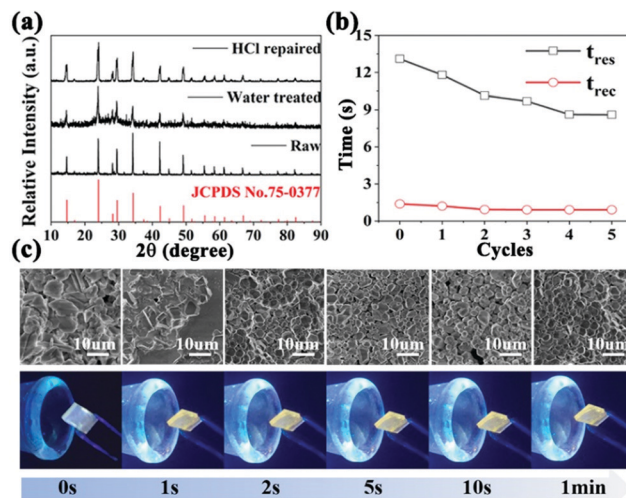 (a)
Relative Intensity (a.u.)
HCl repaired
Water treated
Raw
JCPDS No.75-0377
10 20 30 40 50 60 70 80 90
2θ (degree)
(b)
Time (s)
15
12
9
6
3
0
t_res
t_rec
0 1 2 3 4 5
Cycles
(c)
10um 10um 10um 10um 10um 10um
0s 1s 2s 5s 10s 1min